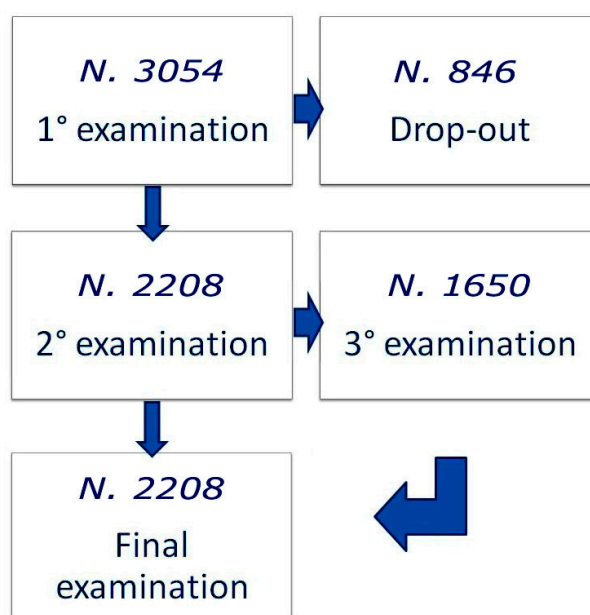 N. 3054
1° examination
N. 846
Drop-out
N. 2208
2° examination
N. 1650
3° examination
N. 2208
Final
examination